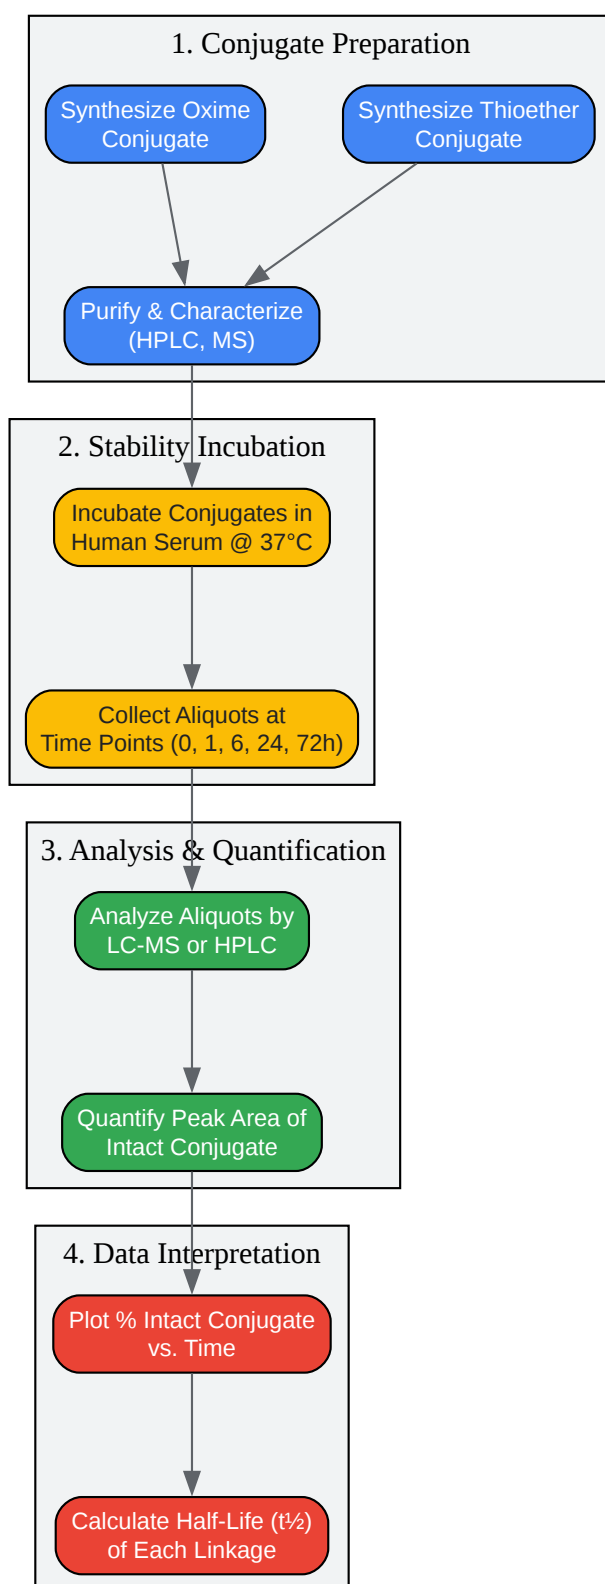 1. Conjugate Preparation
Synthesize Oxime
Conjugate
Synthesize Thioether
Conjugate
Purify & Characterize
(HPLC, MS)
2. Stability Incubation
Incubate Conjugates in
Human Serum @ 37°C
Collect Aliquots at
Time Points (0, 1, 6, 24, 72h)
3. Analysis & Quantification
Analyze Aliquots by
LC-MS or HPLC
Quantify Peak Area of
Intact Conjugate
4. Data Interpretation
Plot % Intact Conjugate
vs. Time
Calculate Half-Life (t½)
of Each Linkage